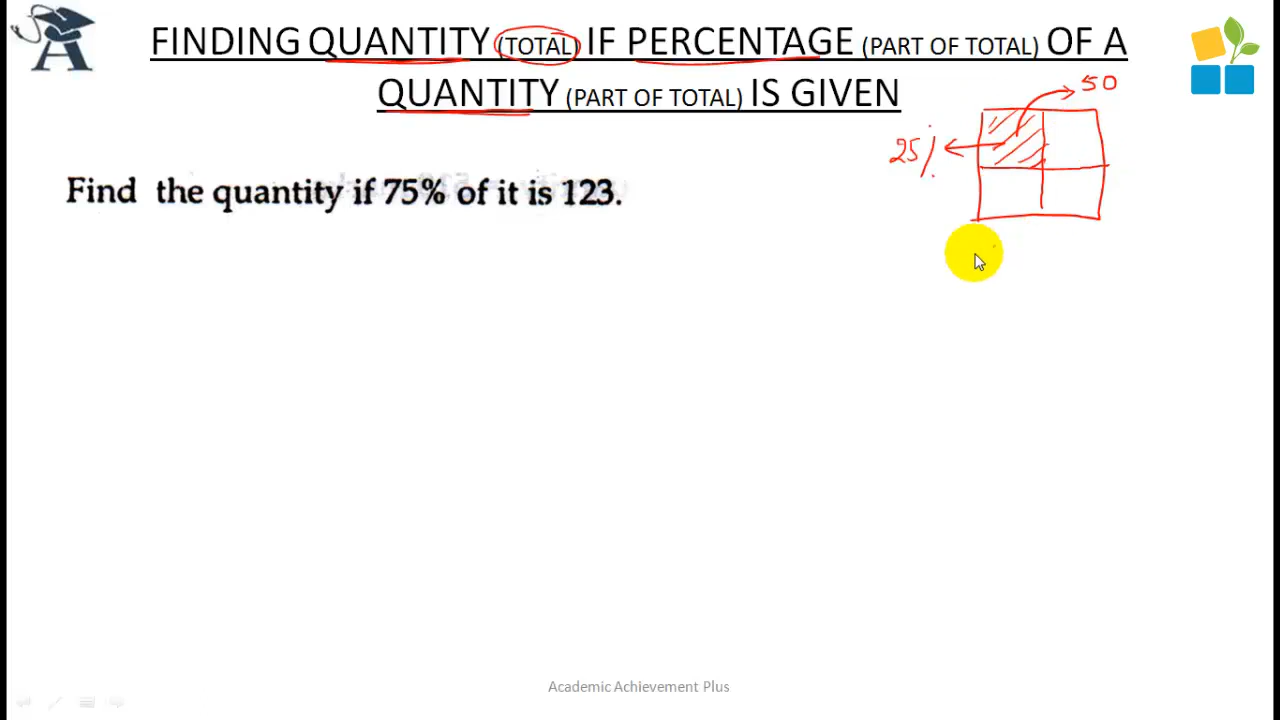 FINDING QUANTITY (TOTAL) IF PERCENTAGE (PART OF TOTAL) OF A
QUANTITY (PART OF TOTAL) IS GIVEN
50
25%
Find the quantity if 75% of it is 123.
Academic Achievement Plus